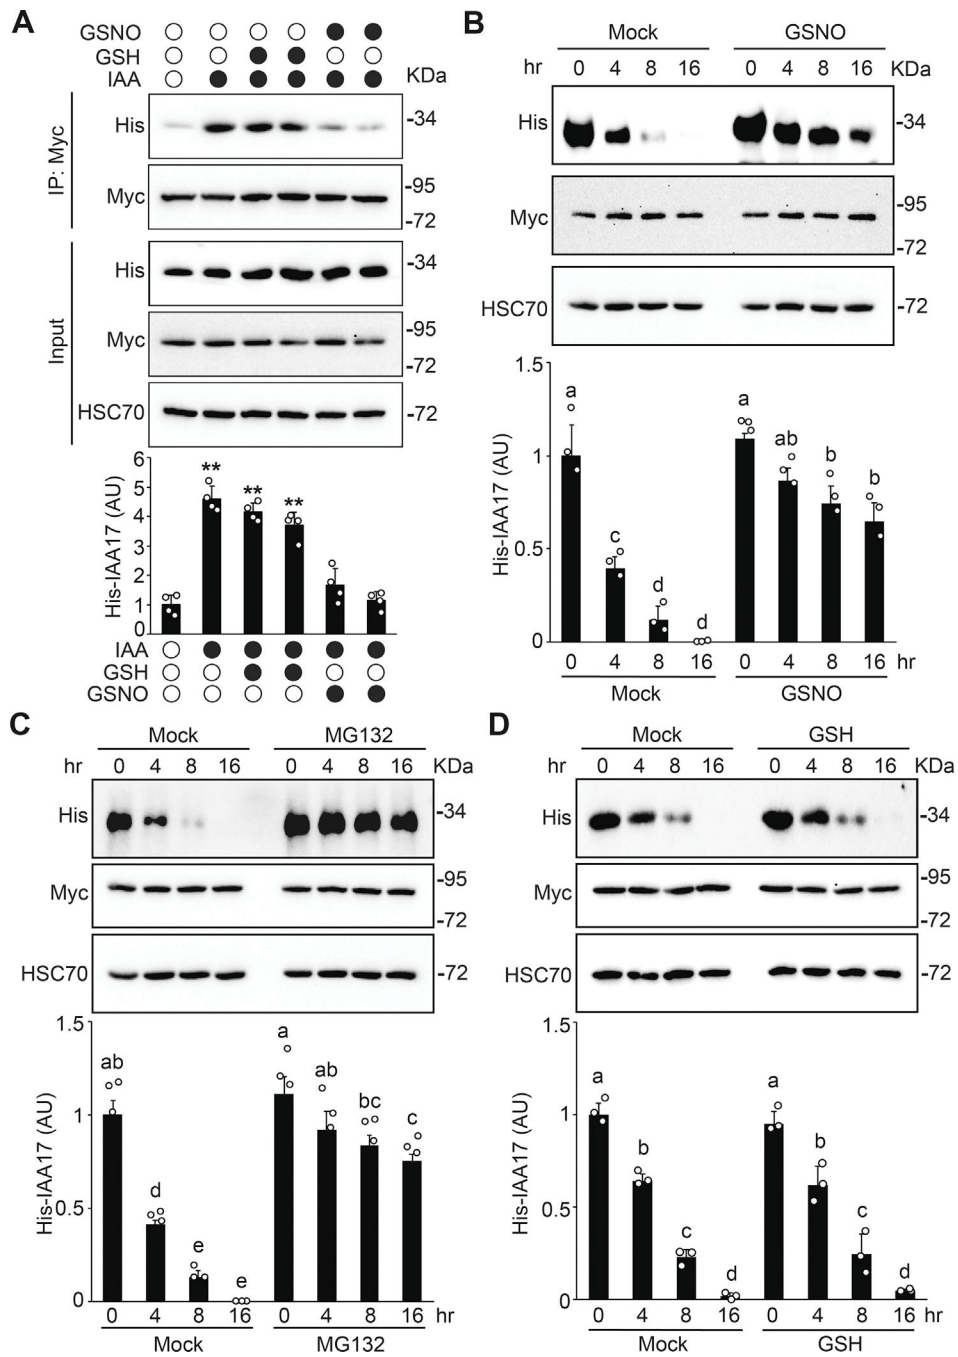 A
GSNO
GSH
IAA
KDa
IP: Myc
His
-34
Myc
-95
-72
Input
His
-34
Myc
-95
-72
HSC70
-72
His-IAA17 (AU)
6
5
4
3
2
1
0
** ** **
IAA
GSH
GSNO
B
Mock GSNO
hr 0 4 8 16 0 4 8 16 KDa
His
-34
Myc
-95
-72
HSC70
-72
His-IAA17 (AU)
1.5
1
0.5
0
a c d d a ab b b
0 4 8 16 0 4 8 16 hr
Mock GSNO
C
Mock MG132
hr 0 4 8 16 0 4 8 16 KDa
His
-34
Myc
-95
-72
HSC70
-72
His-IAA17 (AU)
1.5
1
0.5
0
ab d e e a ab bc c
0 4 8 16 0 4 8 16 hr
Mock MG132
D
Mock GSH
hr 0 4 8 16 0 4 8 16 KDa
His
-34
Myc
-95
-72
HSC70
-72
His-IAA17 (AU)
1.5
1
0.5
0
a b c d a b c d
0 4 8 16 0 4 8 16 hr
Mock GSH